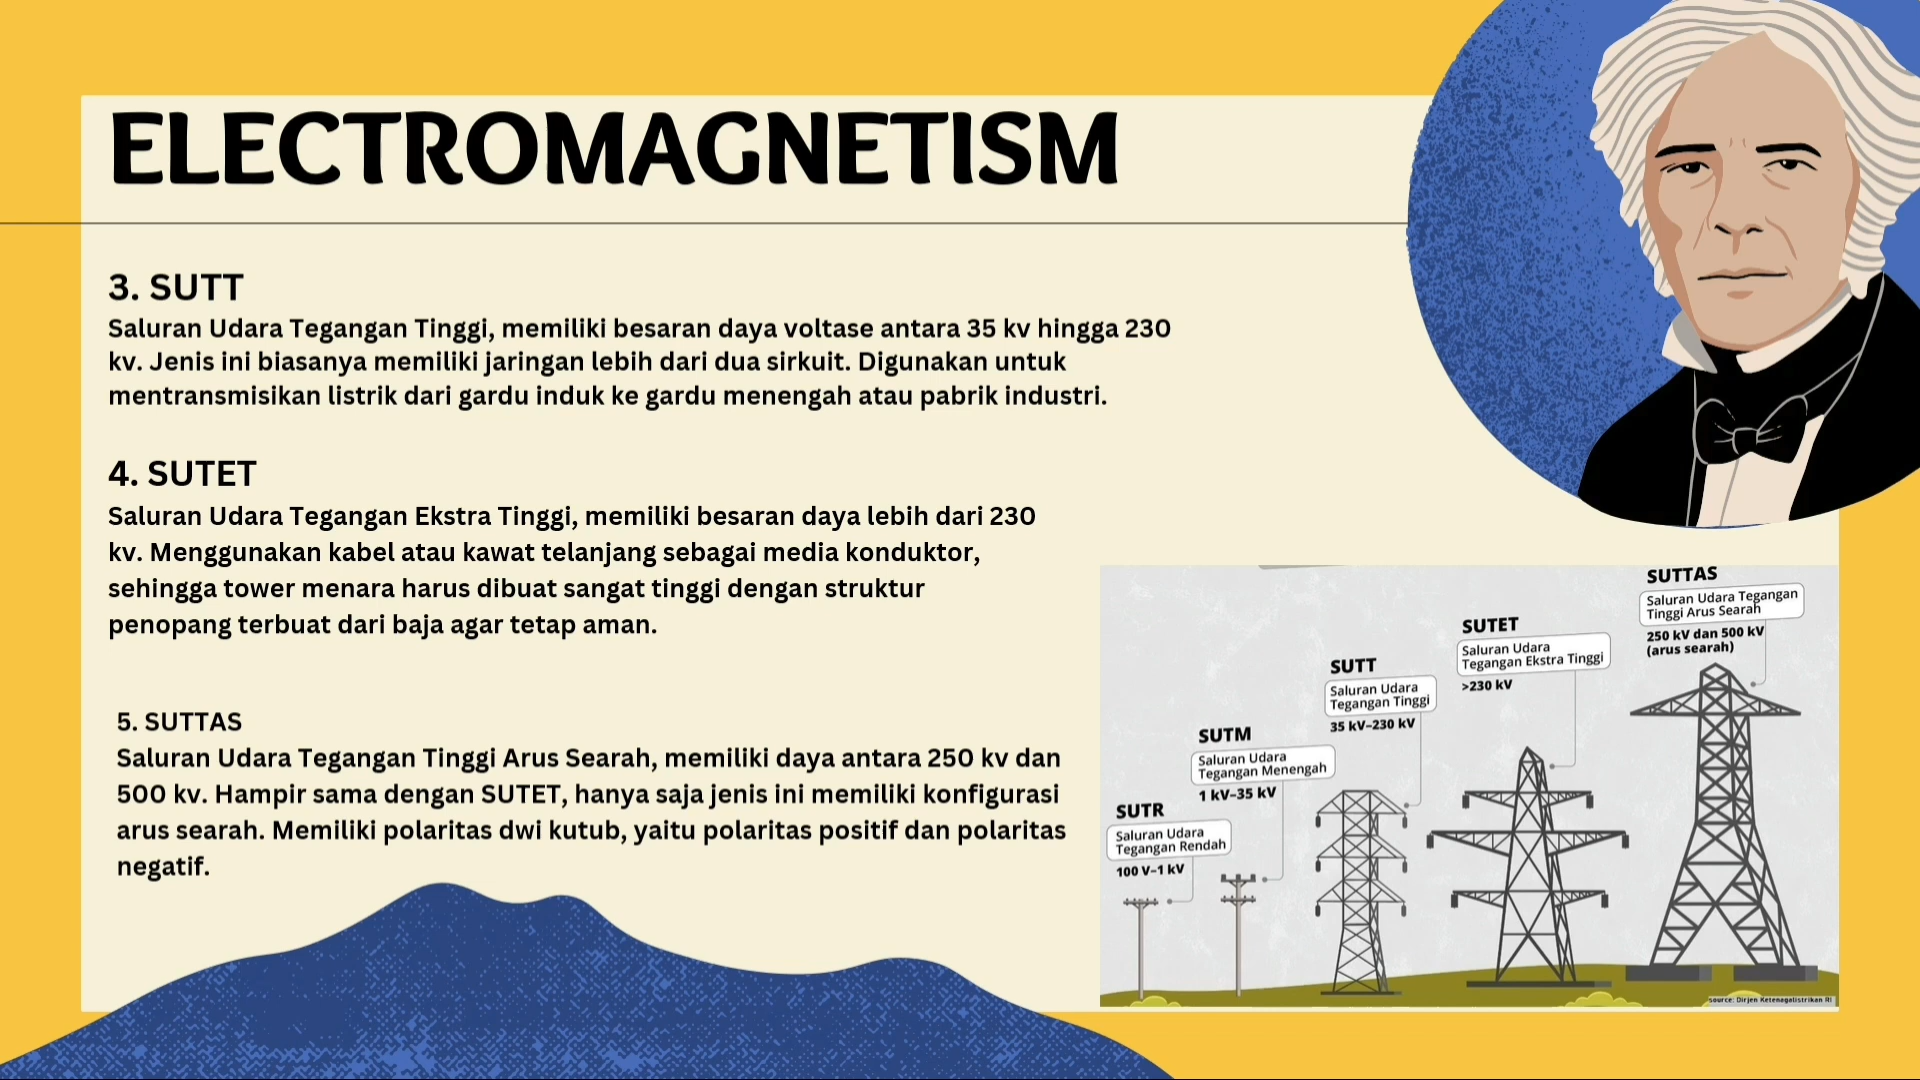 ELECTROMAGNETISM
3. SUTT
Saluran Udara Tegangan Tinggi, memiliki besaran daya voltase antara 35 kv hingga 230
kv. Jenis ini biasanya memiliki jaringan lebih dari dua sirkuit. Digunakan untuk
mentransmisikan listrik dari gardu induk ke gardu menengah atau pabrik industri.
4. SUTET
Saluran Udara Tegangan Ekstra Tinggi, memiliki besaran daya lebih dari 230
kv. Menggunakan kabel atau kawat telanjang sebagai media konduktor,
sehingga tower menara harus dibuat sangat tinggi dengan struktur
penopang terbuat dari baja agar tetap aman.
5. SUTTAS
Saluran Udara Tegangan Tinggi Arus Searah, memiliki daya antara 250 kv dan
500 kv. Hampir sama dengan SUTET, hanya saja jenis ini memiliki konfigurasi
arus searah. Memiliki polaritas dwi kutub, yaitu polaritas positif dan polaritas
negatif.
SUTR
Saluran Udara
Tegangan Rendah
100 V–1 kV
SUTM
Saluran Udara
Tegangan Menengah
1 kV–35 kV
SUTT
Saluran Udara
Tegangan Tinggi
35 kV–230 kV
SUTET
Saluran Udara
Tegangan Ekstra Tinggi
>230 kV
SUTTAS
Saluran Udara Tegangan
Tinggi Arus Searah
250 kV dan 500 kV
(arus searah)
source: Dirjen Ketenagalistrikan RI